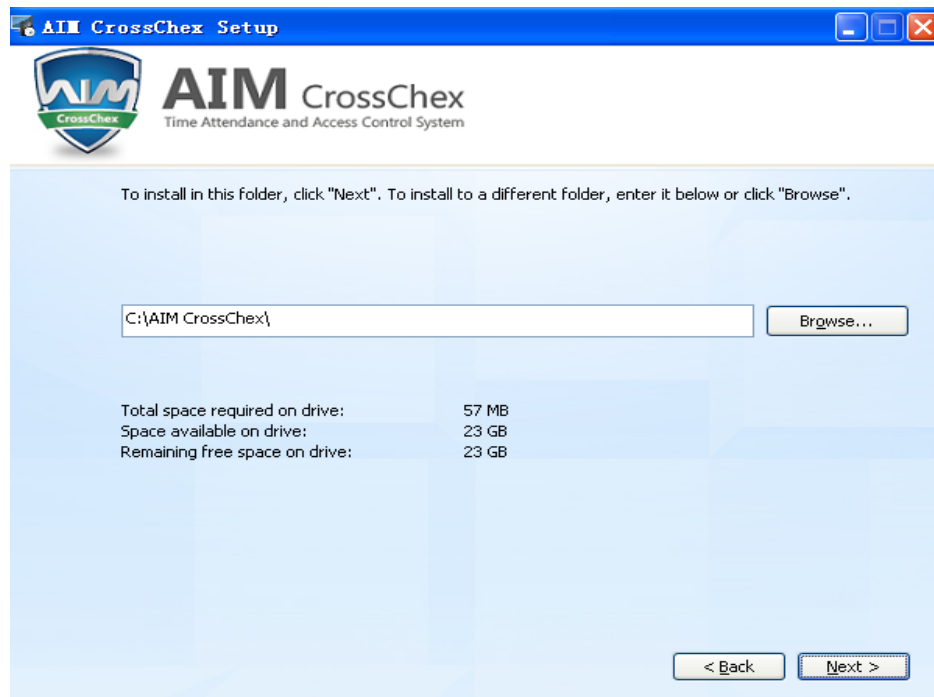 AIM CrossChex Setup
AIM
CrossChex
AIM CrossChex
Time Attendance and Access Control System
To install in this folder, click "Next". To install to a different folder, enter it below or click "Browse".
C:\AIM CrossChex\
Browse...
Total space required on drive: 57 MB
Space available on drive: 23 GB
Remaining free space on drive: 23 GB
< Back
Next >